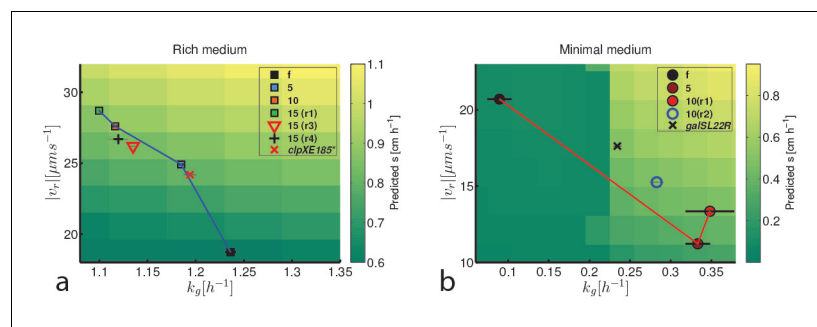 Rich medium
|v_r|[μms⁻¹]
30
25
20
1.1
1.15
1.2
1.25
1.3
1.35
k_g[h⁻¹]
f
5
10
15 (r1)
15 (r3)
15 (r4)
clpXE185*
1.1
1
0.9
0.8
0.7
0.6
Predicted s [cm h⁻¹]
a
Minimal medium
|v_r|[μms⁻¹]
20
15
10
0.1
0.15
0.2
0.25
0.3
0.35
k_g[h⁻¹]
f
5
10(r1)
10(r2)
galSL22R
0.8
0.6
0.4
0.2
Predicted s [cm h⁻¹]
b